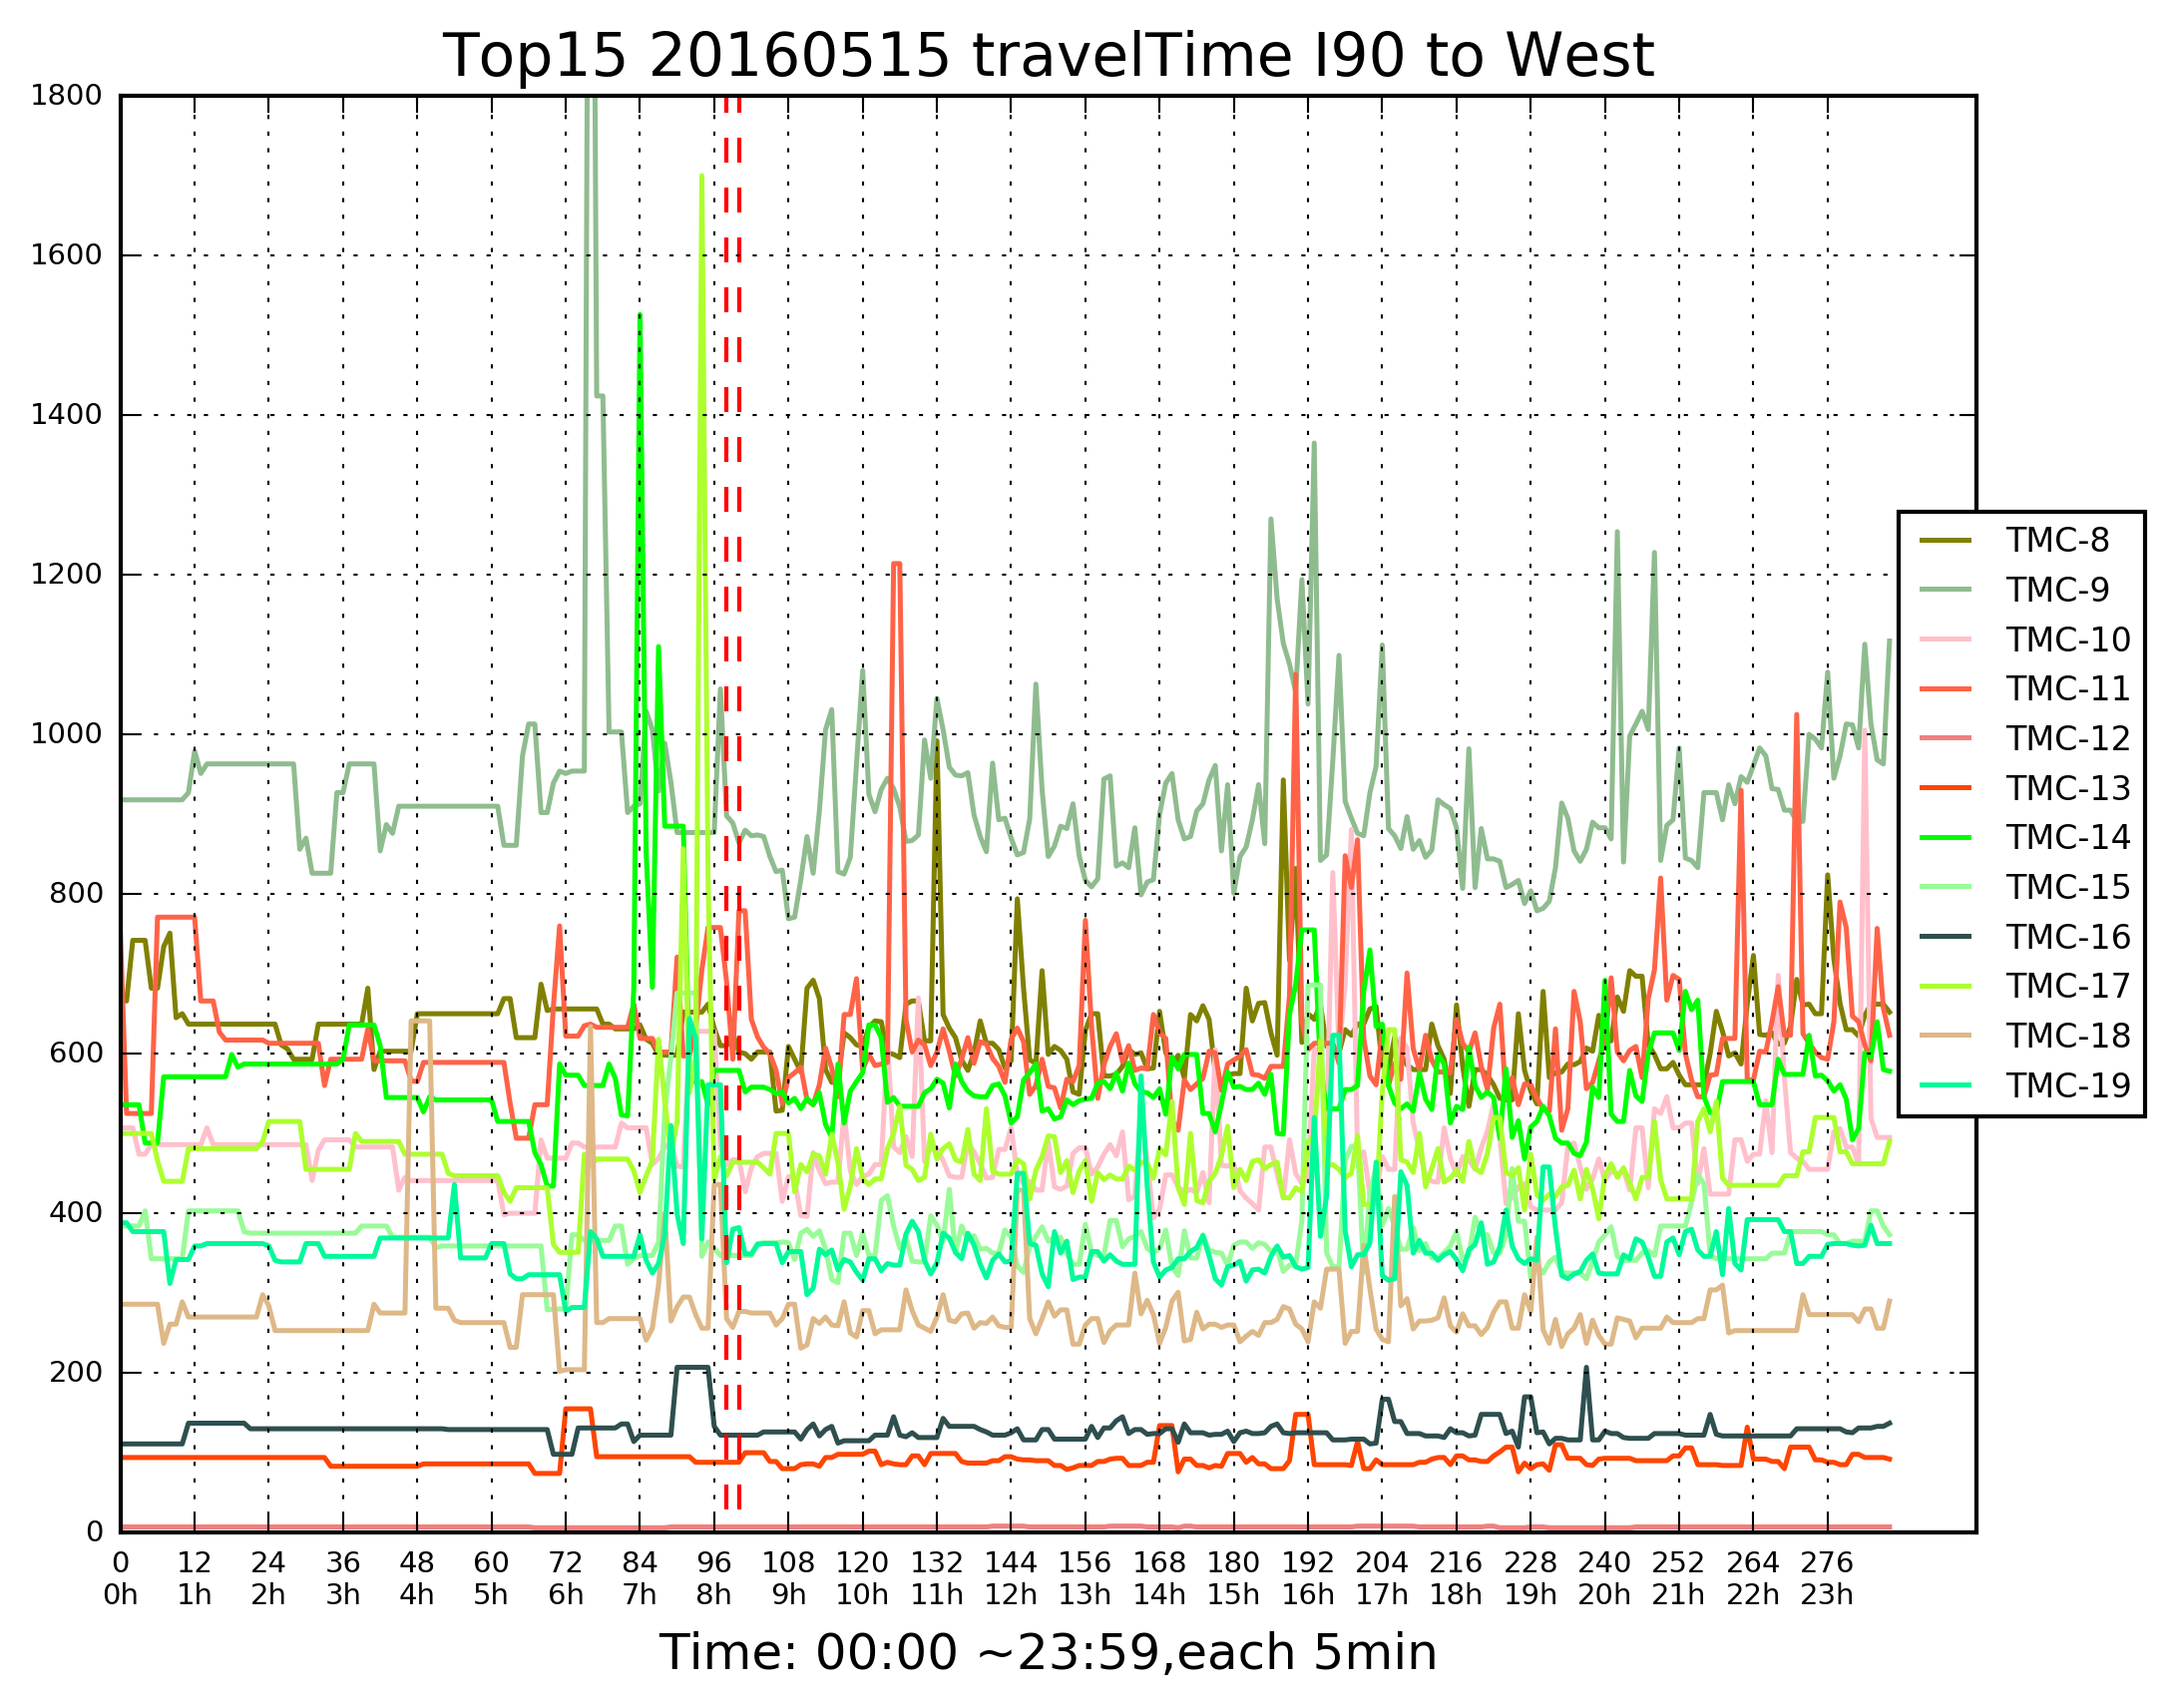 Top15 20160515 travelTime I90 to West
1800
1600
1400
1200
1000
800
600
400
200
0
0 12 24 36 48 60 72 84 96 108 120 132 144 156 168 180 192 204 216 228 240 252 264 276
0h 1h 2h 3h 4h 5h 6h 7h 8h 9h 10h 11h 12h 13h 14h 15h 16h 17h 18h 19h 20h 21h 22h 23h
Time: 00:00 ~23:59,each 5min
TMC-8
TMC-9
TMC-10
TMC-11
TMC-12
TMC-13
TMC-14
TMC-15
TMC-16
TMC-17
TMC-18
TMC-19